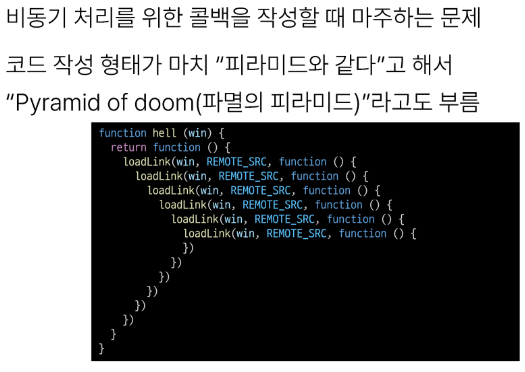 비동기 처리를 위한 콜백을 작성할 때 마주하는 문제
코드 작성 형태가 마치 “피라미드와 같다”고 해서
“Pyramid of doom(파멸의 피라미드)”라고도 부름
function hell (win) {
  return function () {
    loadLink(win, REMOTE_SRC, function () {
      loadLink(win, REMOTE_SRC, function () {
        loadLink(win, REMOTE_SRC, function () {
          loadLink(win, REMOTE_SRC, function () {
            loadLink(win, REMOTE_SRC, function () {
              loadLink(win, REMOTE_SRC, function () {
              })
            })
          })
        })
      })
    })
  }
}